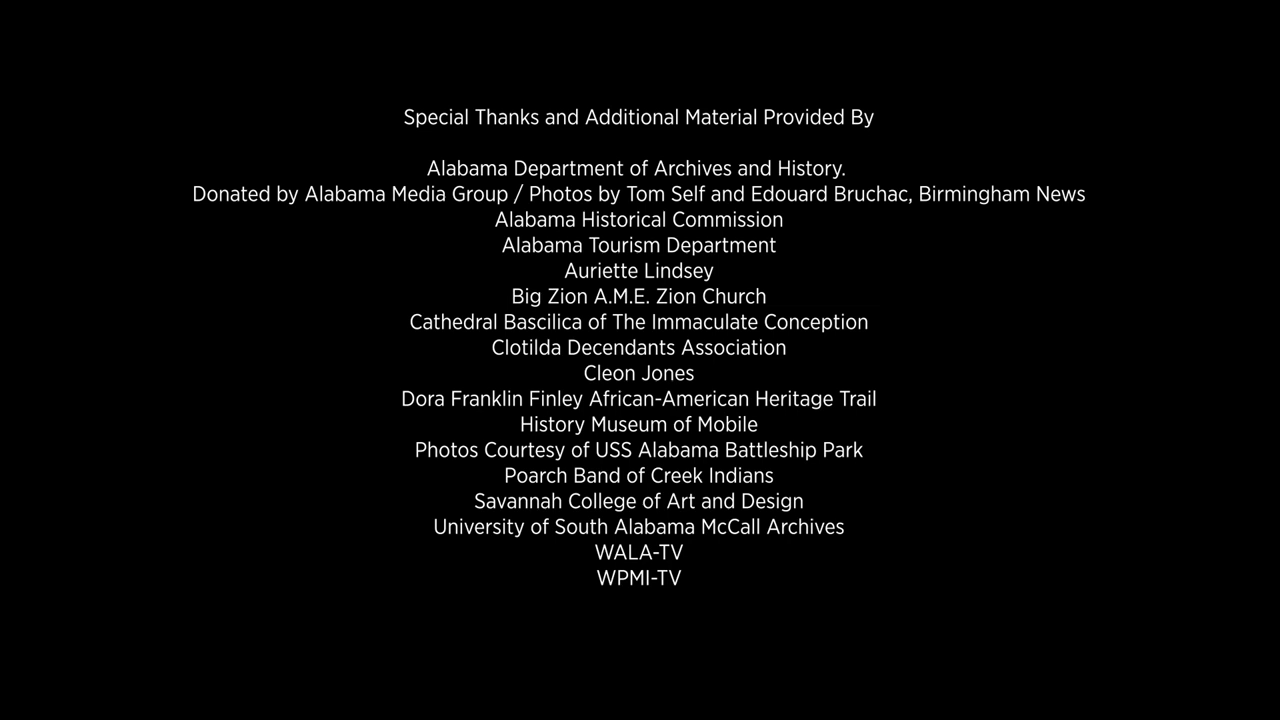 Special Thanks and Additional Material Provided By
Alabama Department of Archives and History.
Donated by Alabama Media Group / Photos by Tom Self and Edouard Bruchac, Birmingham News
Alabama Historical Commission
Alabama Tourism Department
Auriette Lindsey
Big Zion A.M.E. Zion Church
Cathedral Bascilica of The Immaculate Conception
Clotilda Decendants Association
Cleon Jones
Dora Franklin Finley African-American Heritage Trail
History Museum of Mobile
Photos Courtesy of USS Alabama Battleship Park
Poarch Band of Creek Indians
Savannah College of Art and Design
University of South Alabama McCall Archives
WALA-TV
WPMI-TV